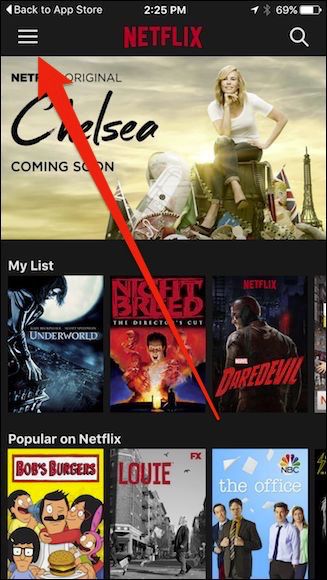 Back to App Store 2:25 PM 69%
NETFLIX
NETFLIX ORIGINAL
Chelsea
COMING SOON
My List
UNDERWORLD
NIGHT BREED
THE DIRECTOR'S CUT
NETFLIX
MARVEL
DAREDEVIL
Popular on Netflix
BOB'S BURGERS
LOUIE
FX
NBC
the office